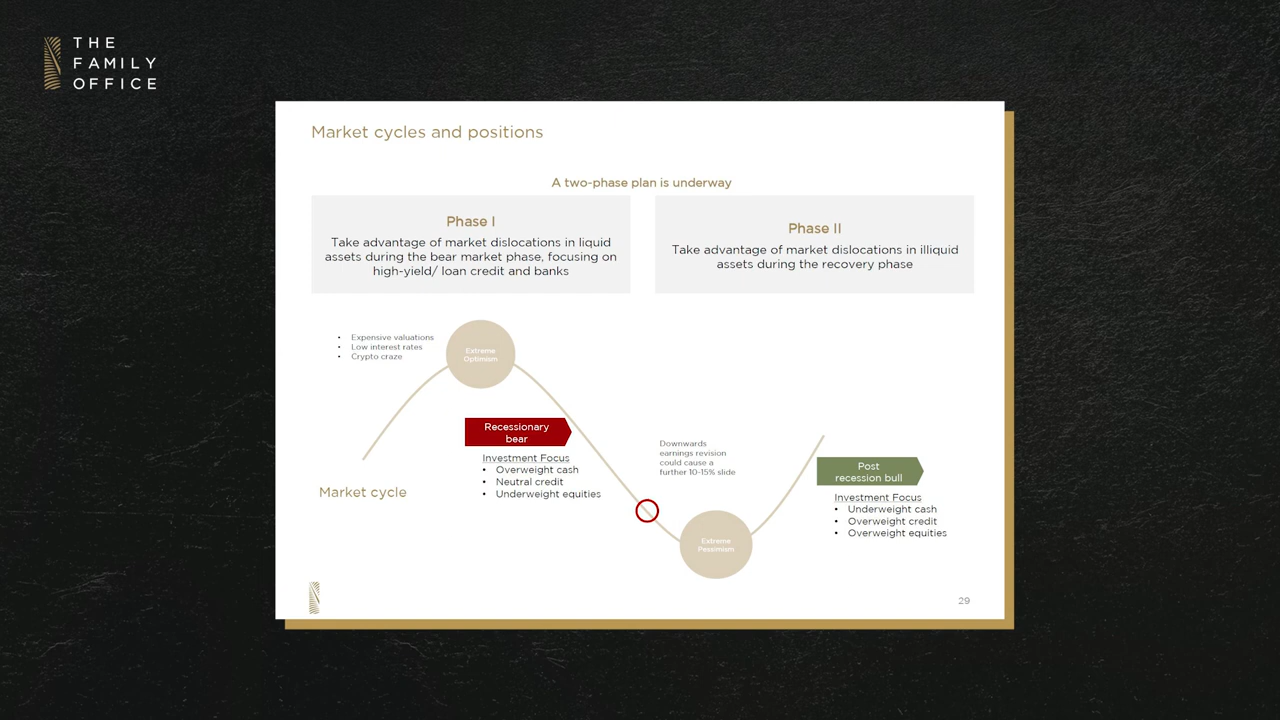 THE
FAMILY
OFFICE
Market cycles and positions
A two-phase plan is underway
Phase I
Take advantage of market dislocations in liquid
assets during the bear market phase, focusing on
high-yield/ loan credit and banks
Phase II
Take advantage of market dislocations in illiquid
assets during the recovery phase
• Expensive valuations
• Low interest rates
• Crypto craze
Extreme
Optimism
Recessionary
bear
Investment Focus
• Overweight cash
• Neutral credit
• Underweight equities
Market cycle
Downwards
earnings revision
could cause a
further 10-15% slide
Extreme
Pessimism
Post
recession bull
Investment Focus
• Underweight cash
• Overweight credit
• Overweight equities
29